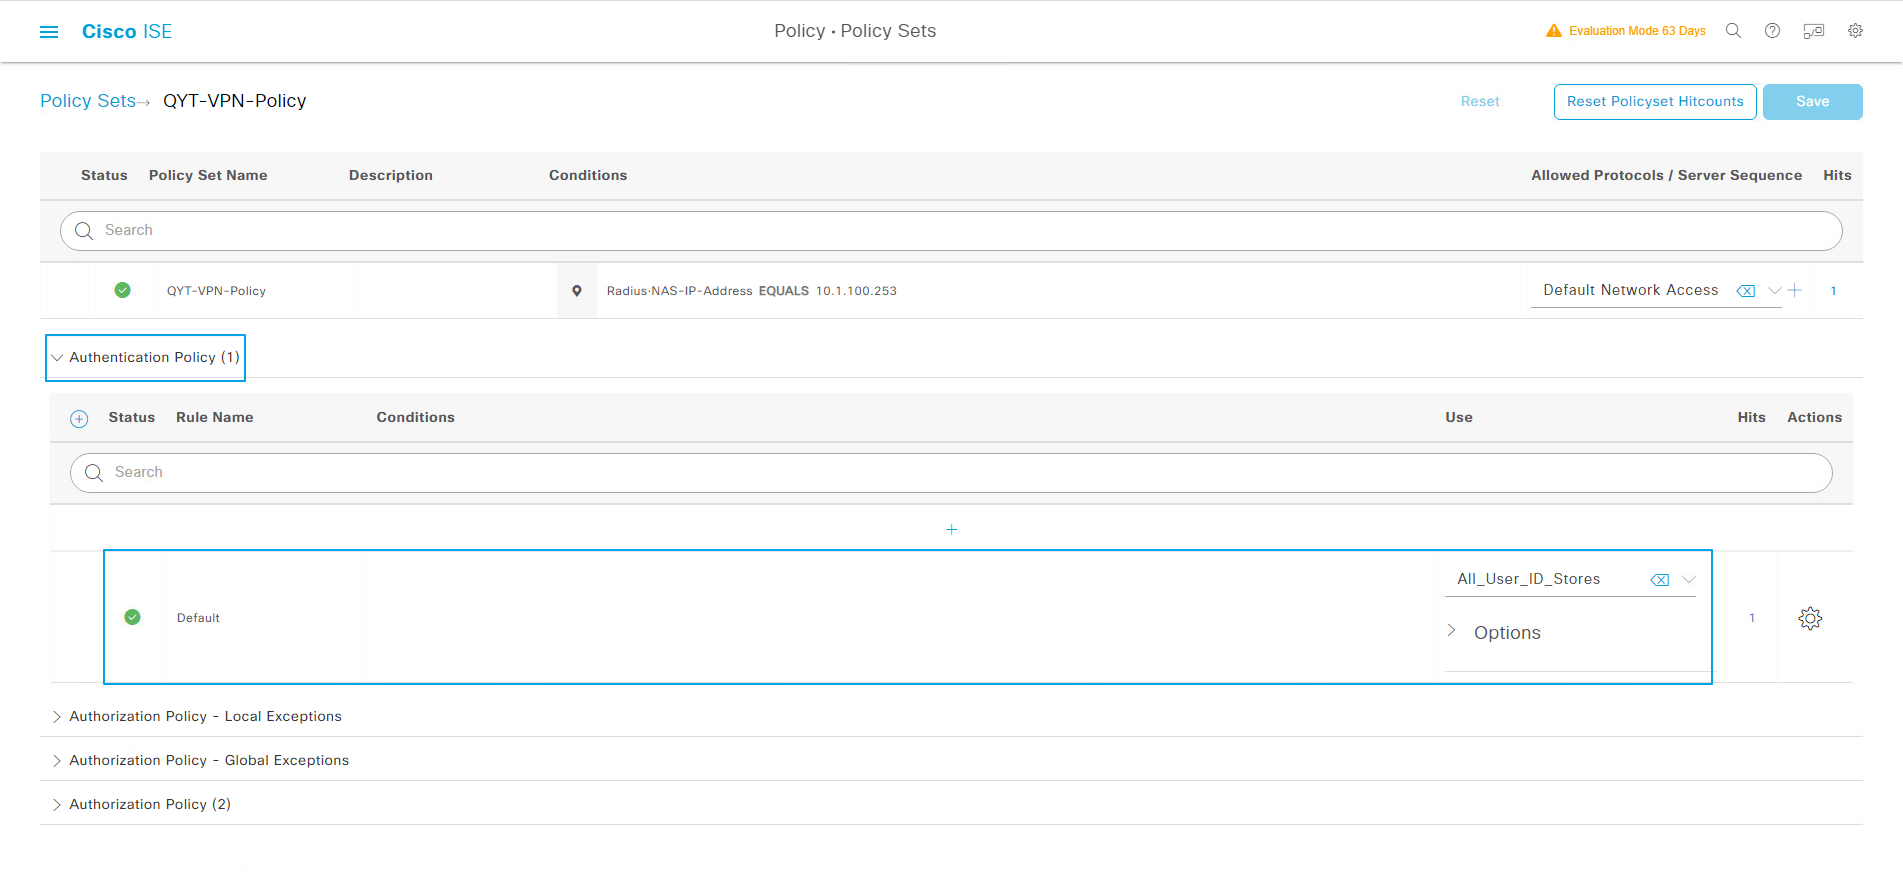 Cisco ISE
Policy · Policy Sets
Evaluation Mode 63 Days
Policy Sets→ QYT-VPN-Policy
Reset
Reset Policyset Hitcounts
Save
Status Policy Set Name Description Conditions Allowed Protocols / Server Sequence Hits
Search
QYT-VPN-Policy Radius·NAS-IP-Address EQUALS 10.1.100.253 Default Network Access 1
Authentication Policy (1)
Status Rule Name Conditions Use Hits Actions
Search
All_User_ID_Stores
Default 1
Options
Authorization Policy - Local Exceptions
Authorization Policy - Global Exceptions
Authorization Policy (2)